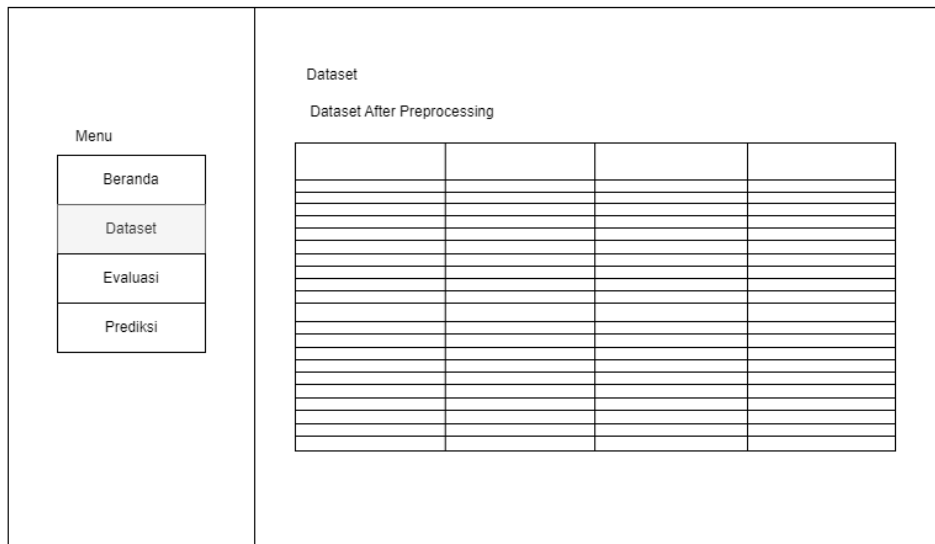 Menu
Beranda
Dataset
Evaluasi
Prediksi
Dataset
Dataset After Preprocessing